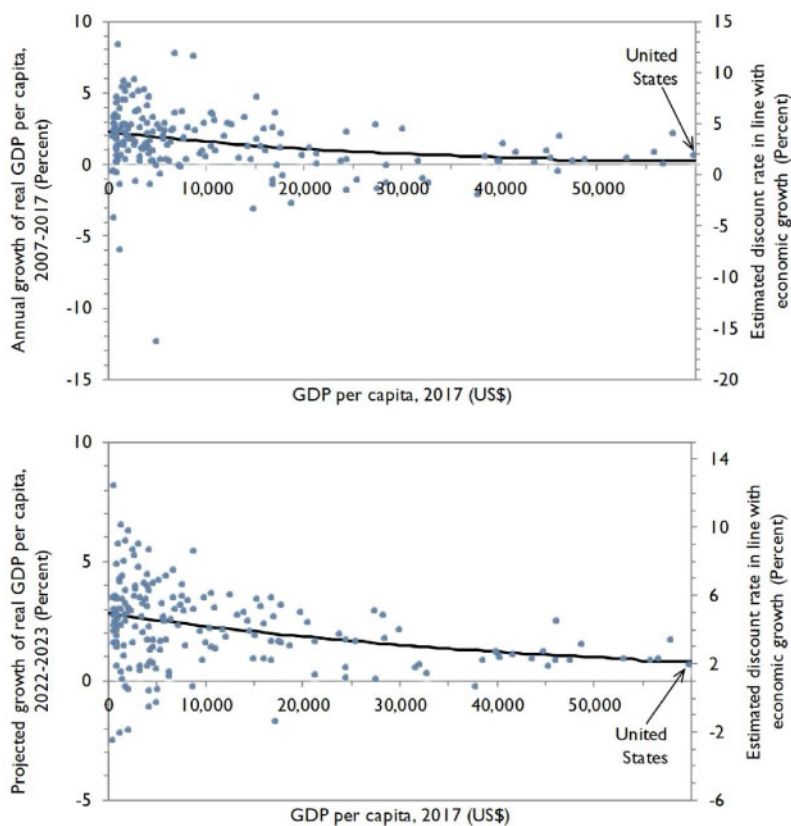 Annual growth of real GDP per capita,
2007-2017 (Percent)
10
5
0
-5
-10
-15
10,000
20,000
30,000
40,000
50,000
United
States
15
10
5
0
-5
-10
-15
-20
Estimated discount rate in line with
economic growth (Percent)
GDP per capita, 2017 (US$)
Projected growth of real GDP per capita,
2022-2023 (Percent)
10
5
0
-5
0
10,000
20,000
30,000
40,000
50,000
United
States
14
10
6
2
-2
-6
Estimated discount rate in line with
economic growth (Percent)
GDP per capita, 2017 (US$)